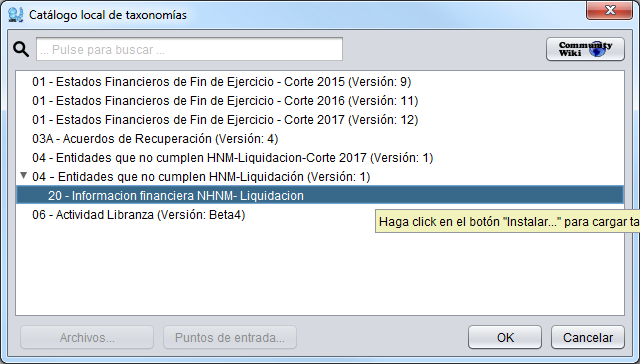 Catálogo local de taxonomías
... Pulse para buscar ...
Community
Wiki
01 - Estados Financieros de Fin de Ejercicio - Corte 2015 (Versión: 9)
01 - Estados Financieros de Fin de Ejercicio - Corte 2016 (Versión: 11)
01 - Estados Financieros de Fin de Ejercicio - Corte 2017 (Versión: 12)
03A - Acuerdos de Recuperación (Versión: 4)
04 - Entidades que no cumplen HNM-Liquidacion-Corte 2017 (Versión: 1)
04 - Entidades que no cumplen HNM-Liquidación (Versión: 1)
20 - Informacion financiera NHNM- Liquidacion
06 - Actividad Libranza (Versión: Beta4)
Haga click en el botón "Instalar..." para cargar ta
Archivos...
Puntos de entrada...
OK
Cancelar